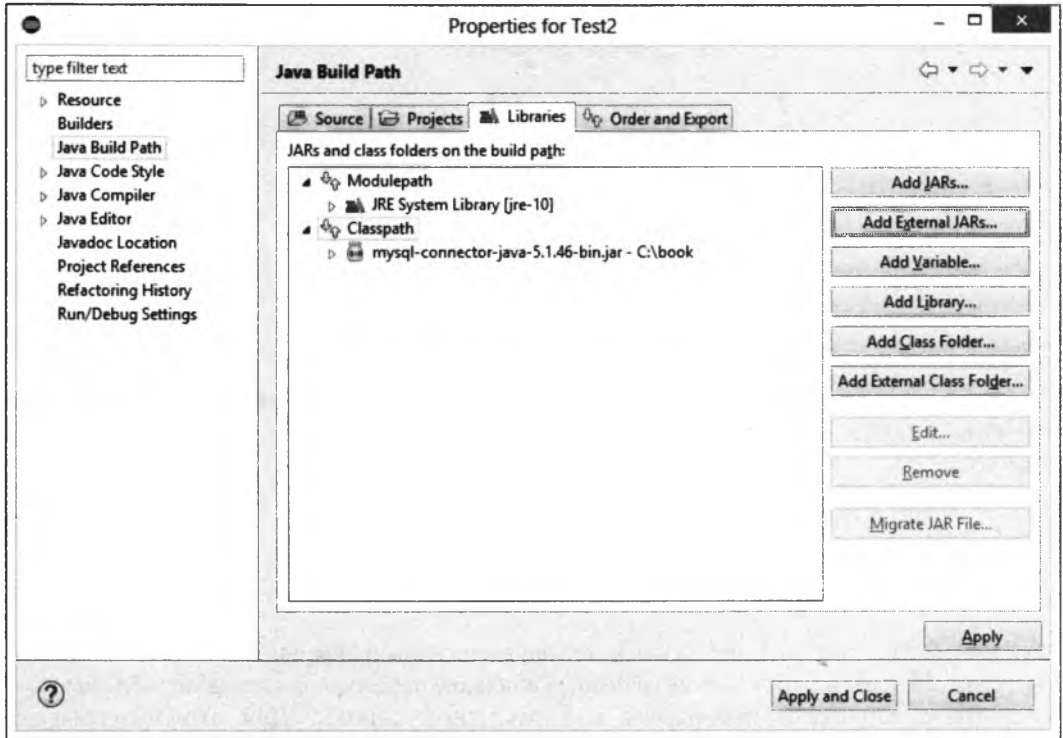 Properties for Test2
type filter text
Resource
Builders
Java Build Path
Java Code Style
Java Compiler
Java Editor
Javadoc Location
Project References
Refactoring History
Run/Debug Settings
Java Build Path
Source
Projects
Libraries
Order and Export
JARs and class folders on the build path:
Modulepath
JRE System Library [jre-10]
Classpath
mysql-connector-java-5.1.46-bin.jar - C:\book
Add JARs...
Add External JARs...
Add Variable...
Add Library...
Add Class Folder...
Add External Class Folder...
Edit...
Remove
Migrate JAR File...
Apply
Apply and Close
Cancel